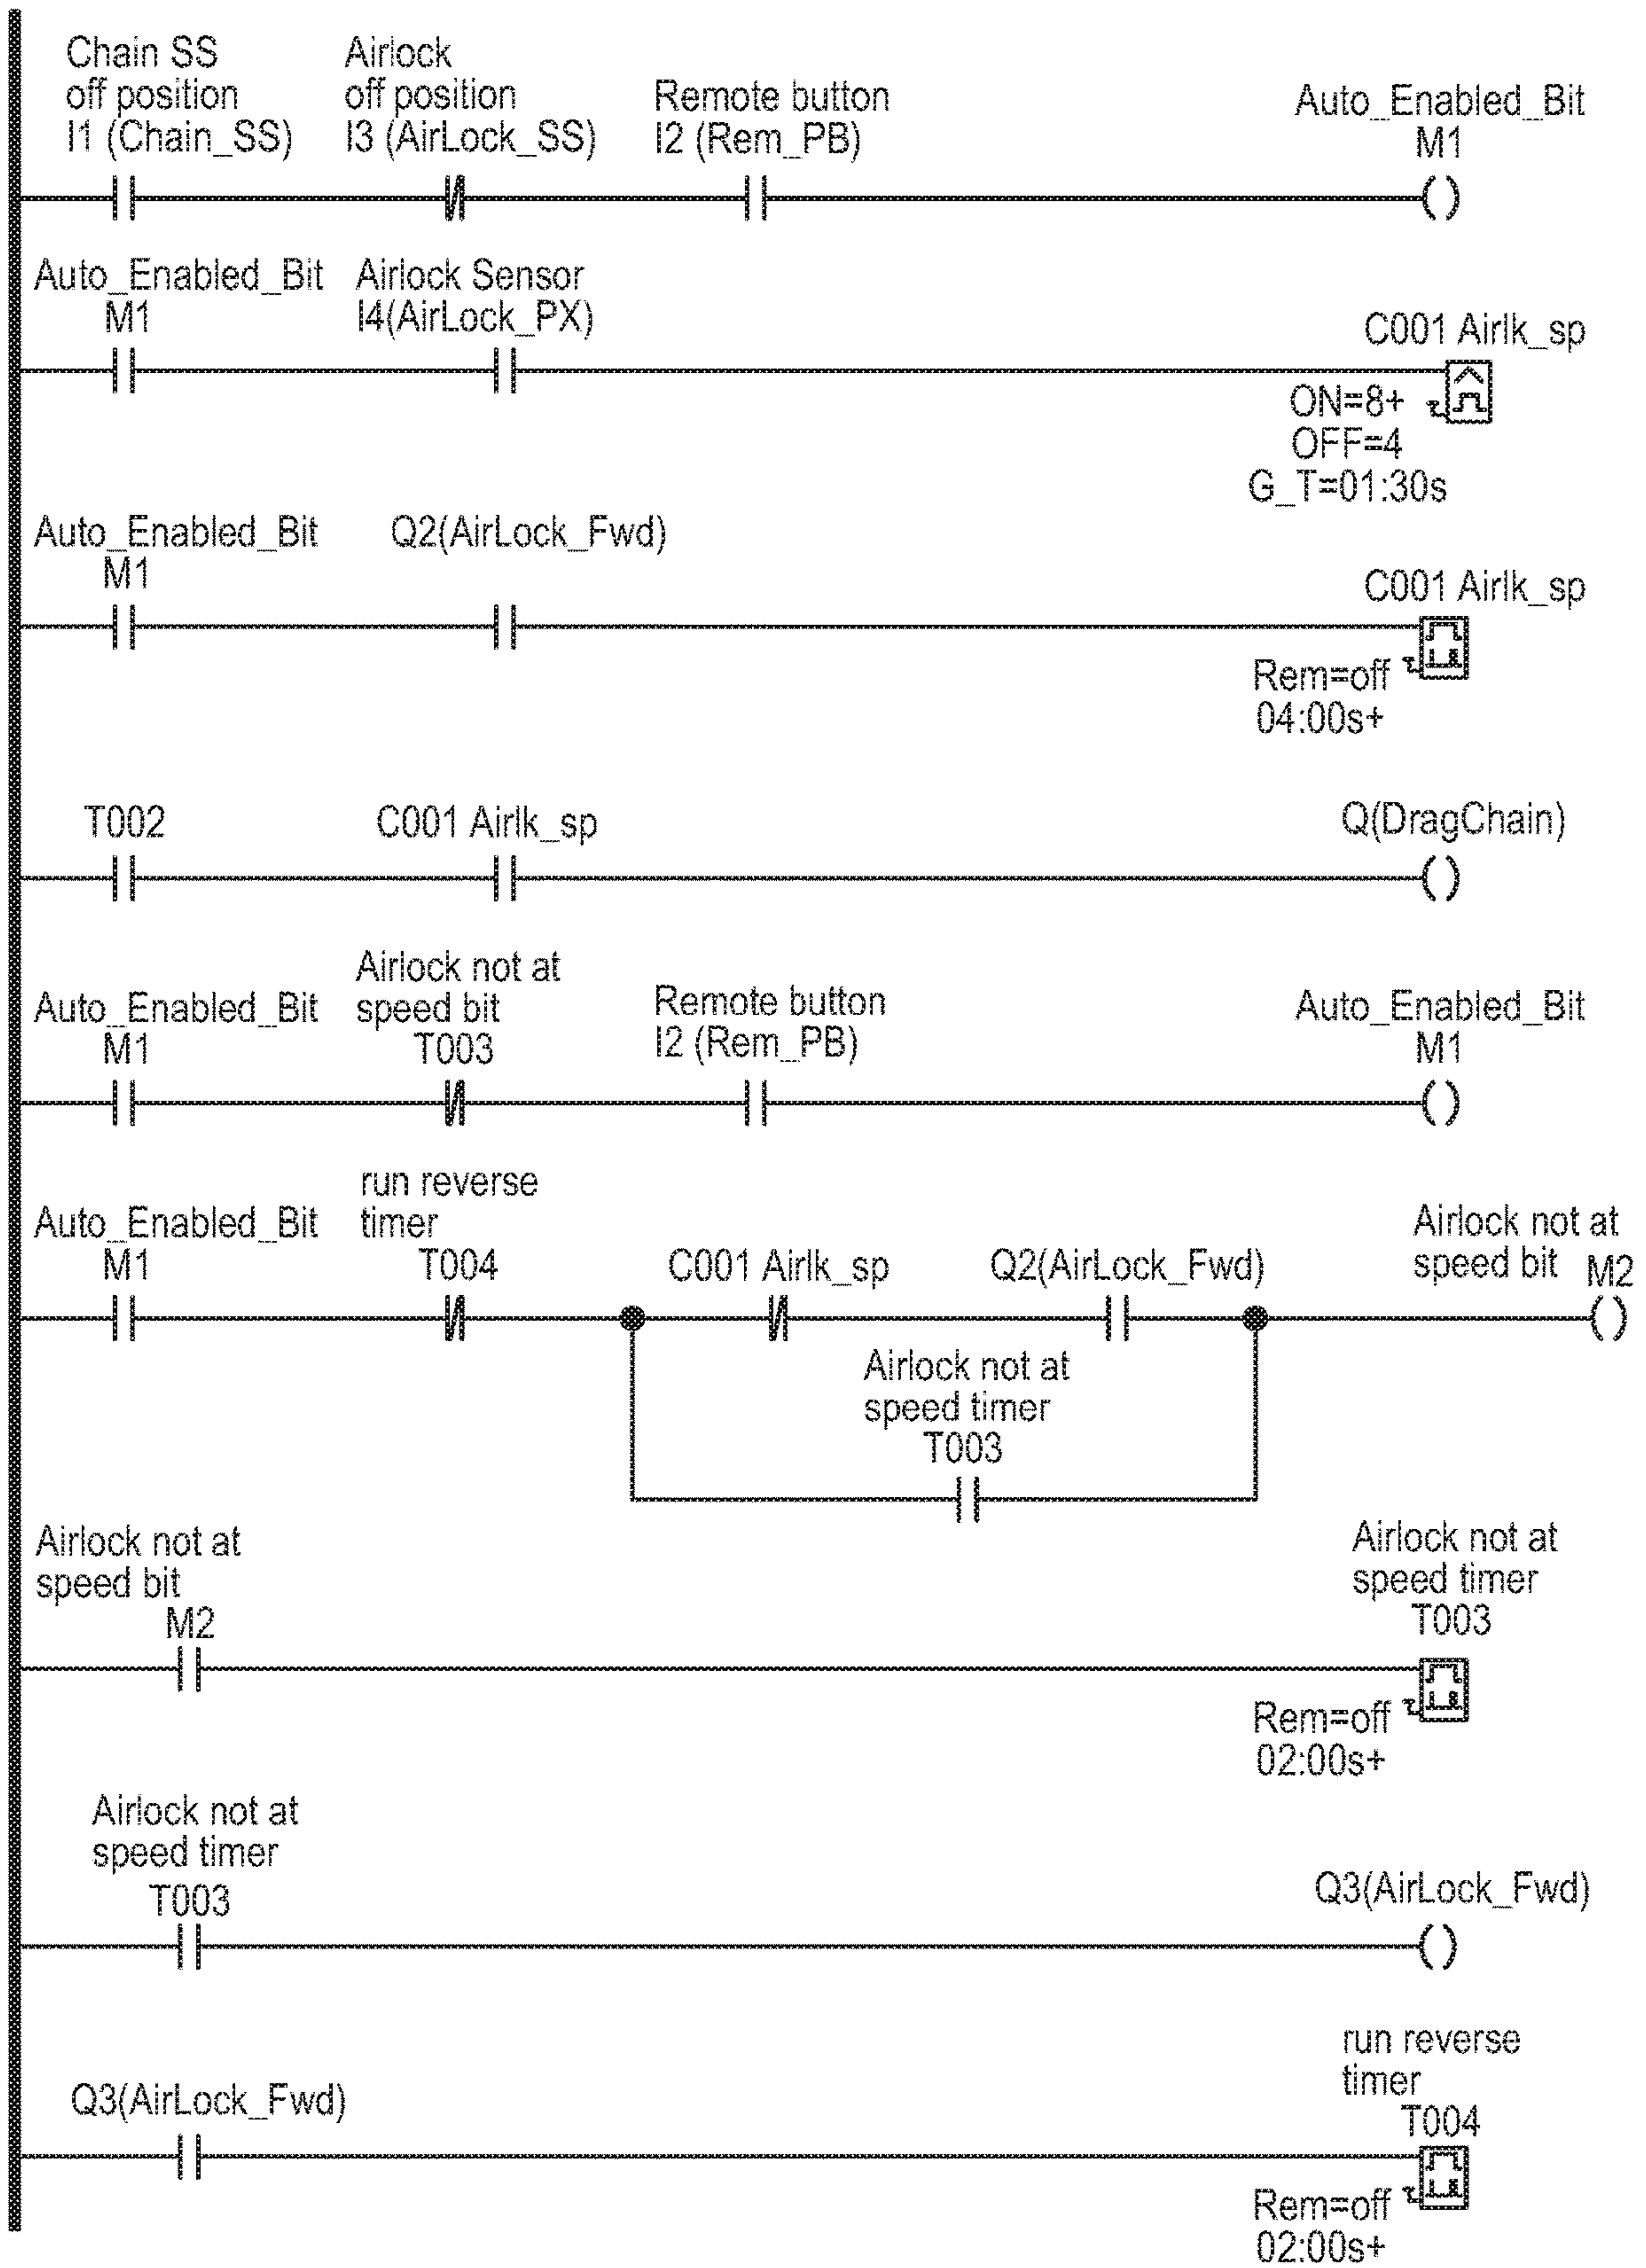 Chain SS
off position
I1 (Chain_SS)
Airlock
off position
I3 (AirLock_SS)
Remote button
I2 (Rem_PB)
Auto_Enabled_Bit
M1
Auto_Enabled_Bit
M1
Airlock Sensor
I4(AirLock_PX)
C001 Airlk_sp
ON=8+
OFF=4
G_T=01:30s
Auto_Enabled_Bit
M1
Q2(AirLock_Fwd)
C001 Airlk_sp
Rem=off
04:00s+
T002
C001 Airlk_sp
Q(DragChain)
Auto_Enabled_Bit
M1
Airlock not at
speed bit
T003
Remote button
I2 (Rem_PB)
Auto_Enabled_Bit
M1
Auto_Enabled_Bit
M1
run reverse
timer
T004
C001 Airlk_sp
Q2(AirLock_Fwd)
Airlock not at
speed bit M2
Airlock not at
speed timer
T003
Airlock not at
speed bit
M2
Airlock not at
speed timer
T003
Rem=off
02:00s+
Airlock not at
speed timer
T003
Q3(AirLock_Fwd)
Q3(AirLock_Fwd)
run reverse
timer
T004
Rem=off
02:00s+